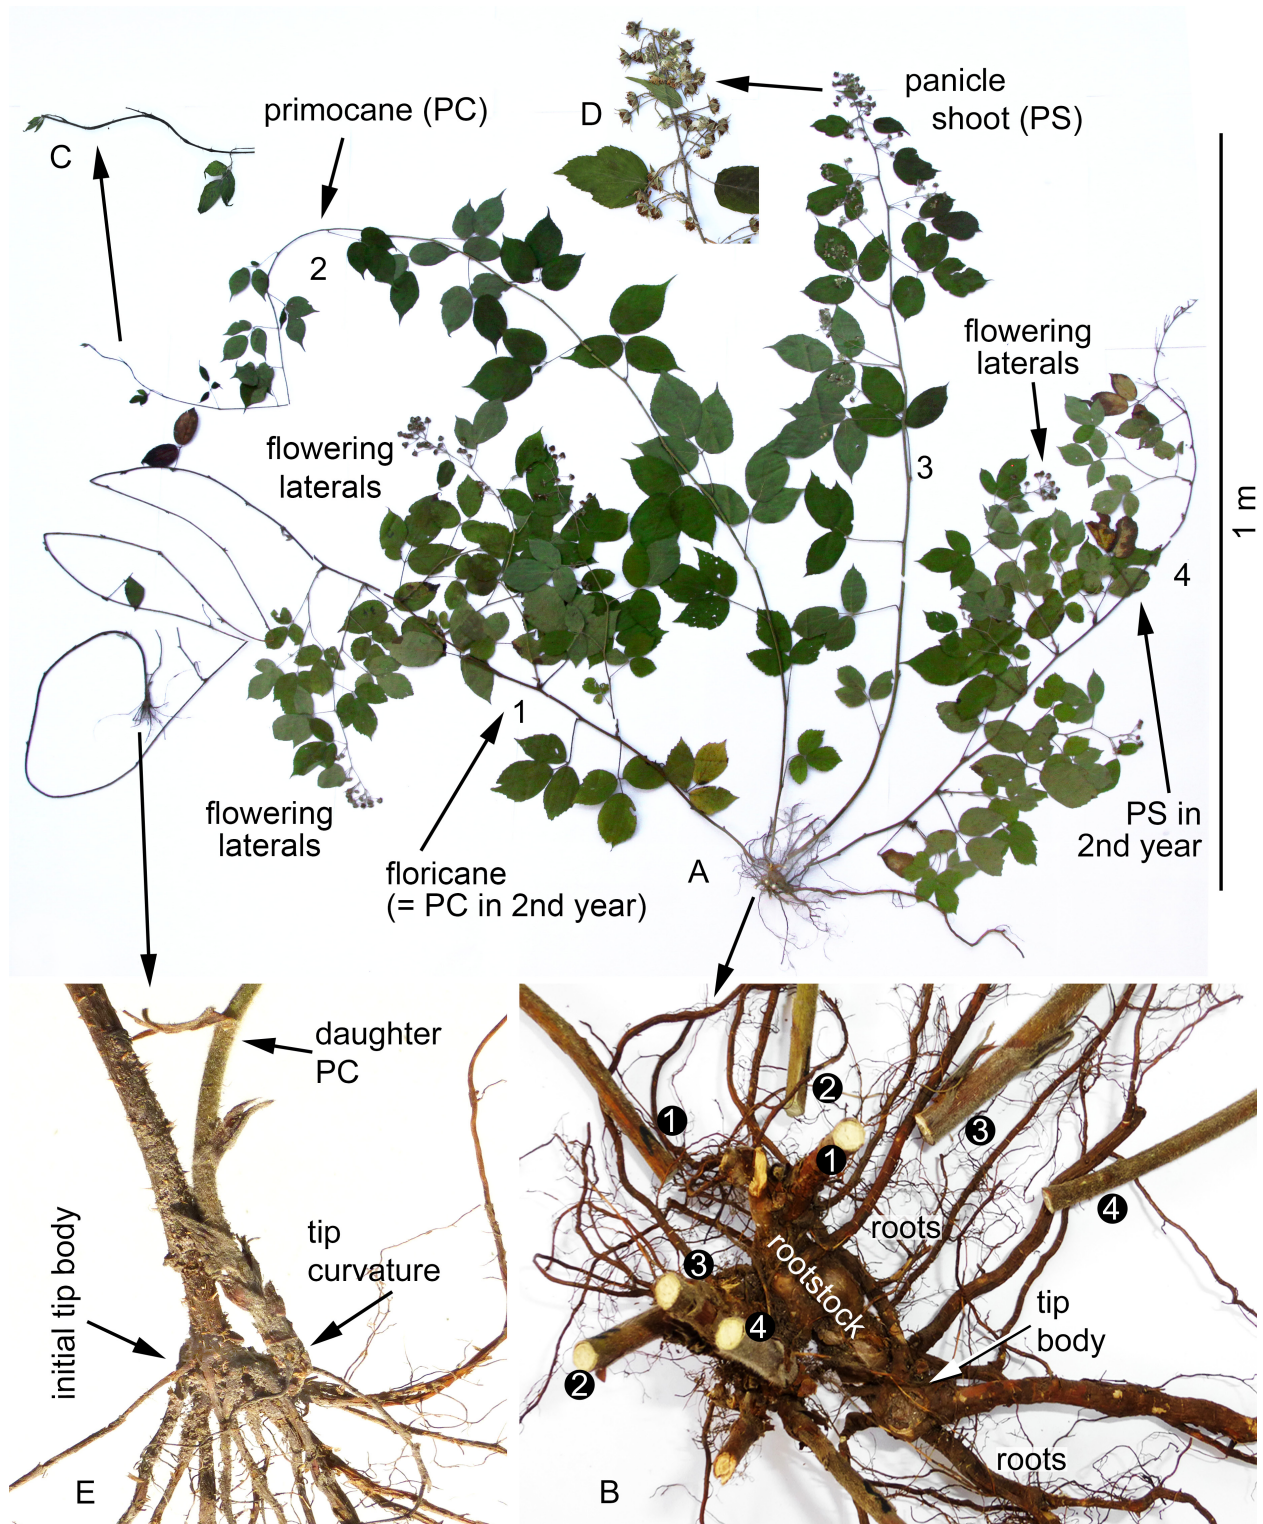 primocane (PC)
C
2
D
panicle
shoot (PS)
flowering
laterals
flowering
laterals
3
1 m
4
1
flowering
laterals
floricane
(= PC in 2nd year)
A
PS in
2nd year
daughter
PC
initial tip body
tip
curvature
E
1
2
1
3
4
roots
rootstock
3
4
2
tip
body
roots
B